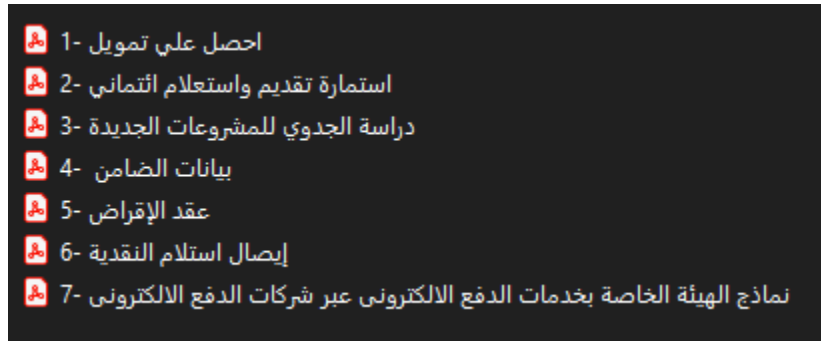 1- احصل علي تمويل
2- استمارة تقديم واستعلام ائتماني
3- دراسة الجدوي للمشروعات الجديدة
4- بيانات الضامن
5- عقد الإقراض
6- إيصال استلام النقدية
7- نماذج الهيئة الخاصة بخدمات الدفع الالكترونى عبر شركات الدفع الالكترونى